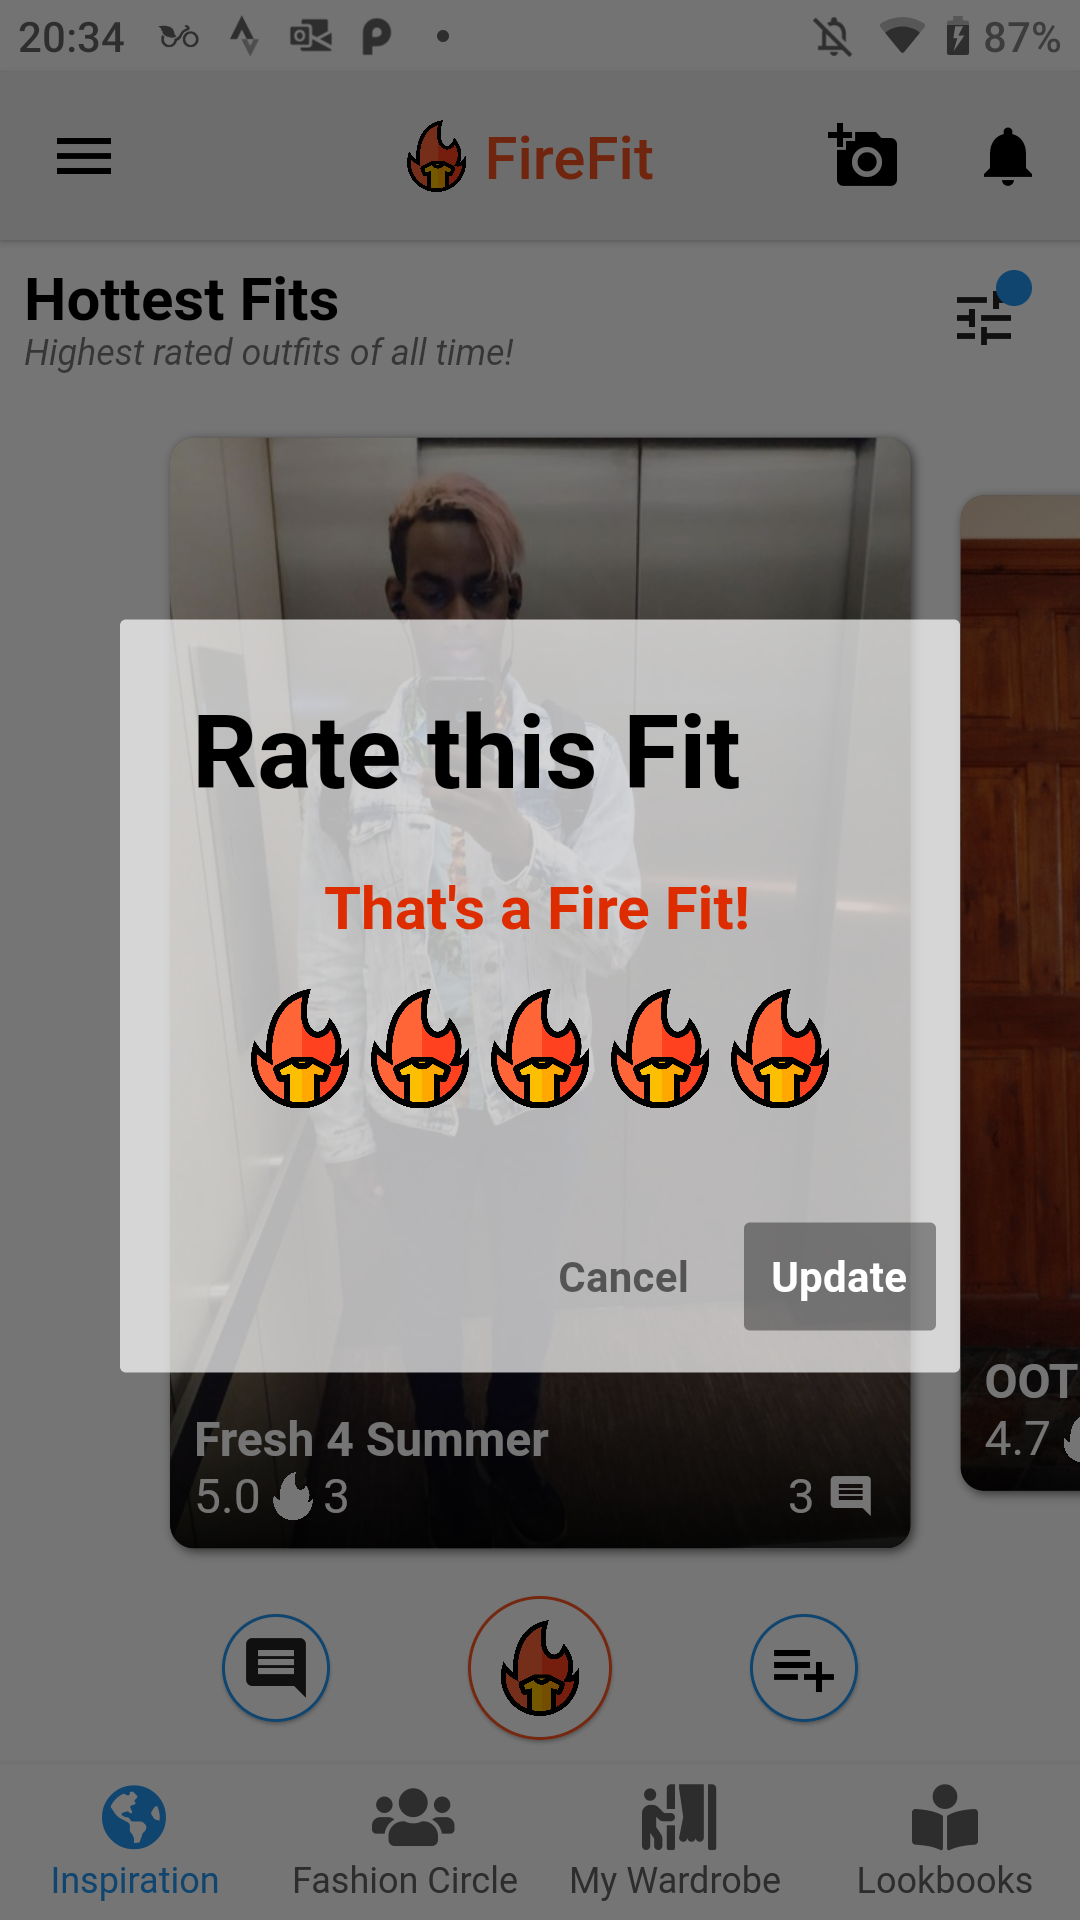 20:34
87%
FireFit
Hottest Fits
Highest rated outfits of all time!
Rate this Fit
That's a Fire Fit!
Cancel
Update
Fresh 4 Summer
5.0 3
3
OOT
4.7
Inspiration
Fashion Circle
My Wardrobe
Lookbooks